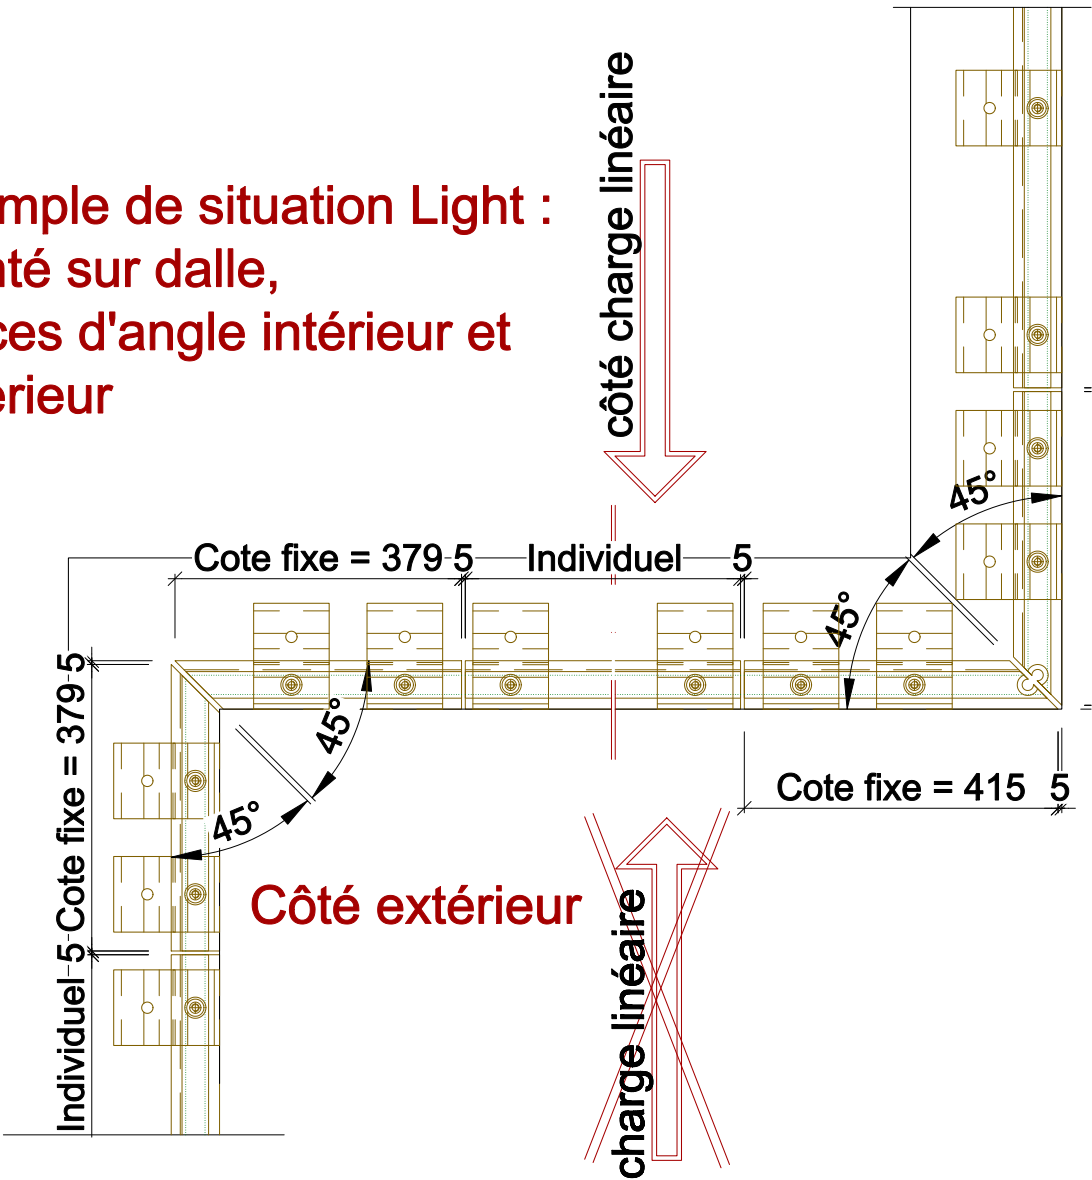 mple de situation Light :
nté sur dalle,
ces d'angle intérieur et
érieur
côté charge linéaire
45°
45°
Cote fixe = 379 5 Individuel 5
45°
45°
Individuel 5 Cote fixe = 379 5
Cote fixe = 415 5
Côté extérieur
charge linéaire